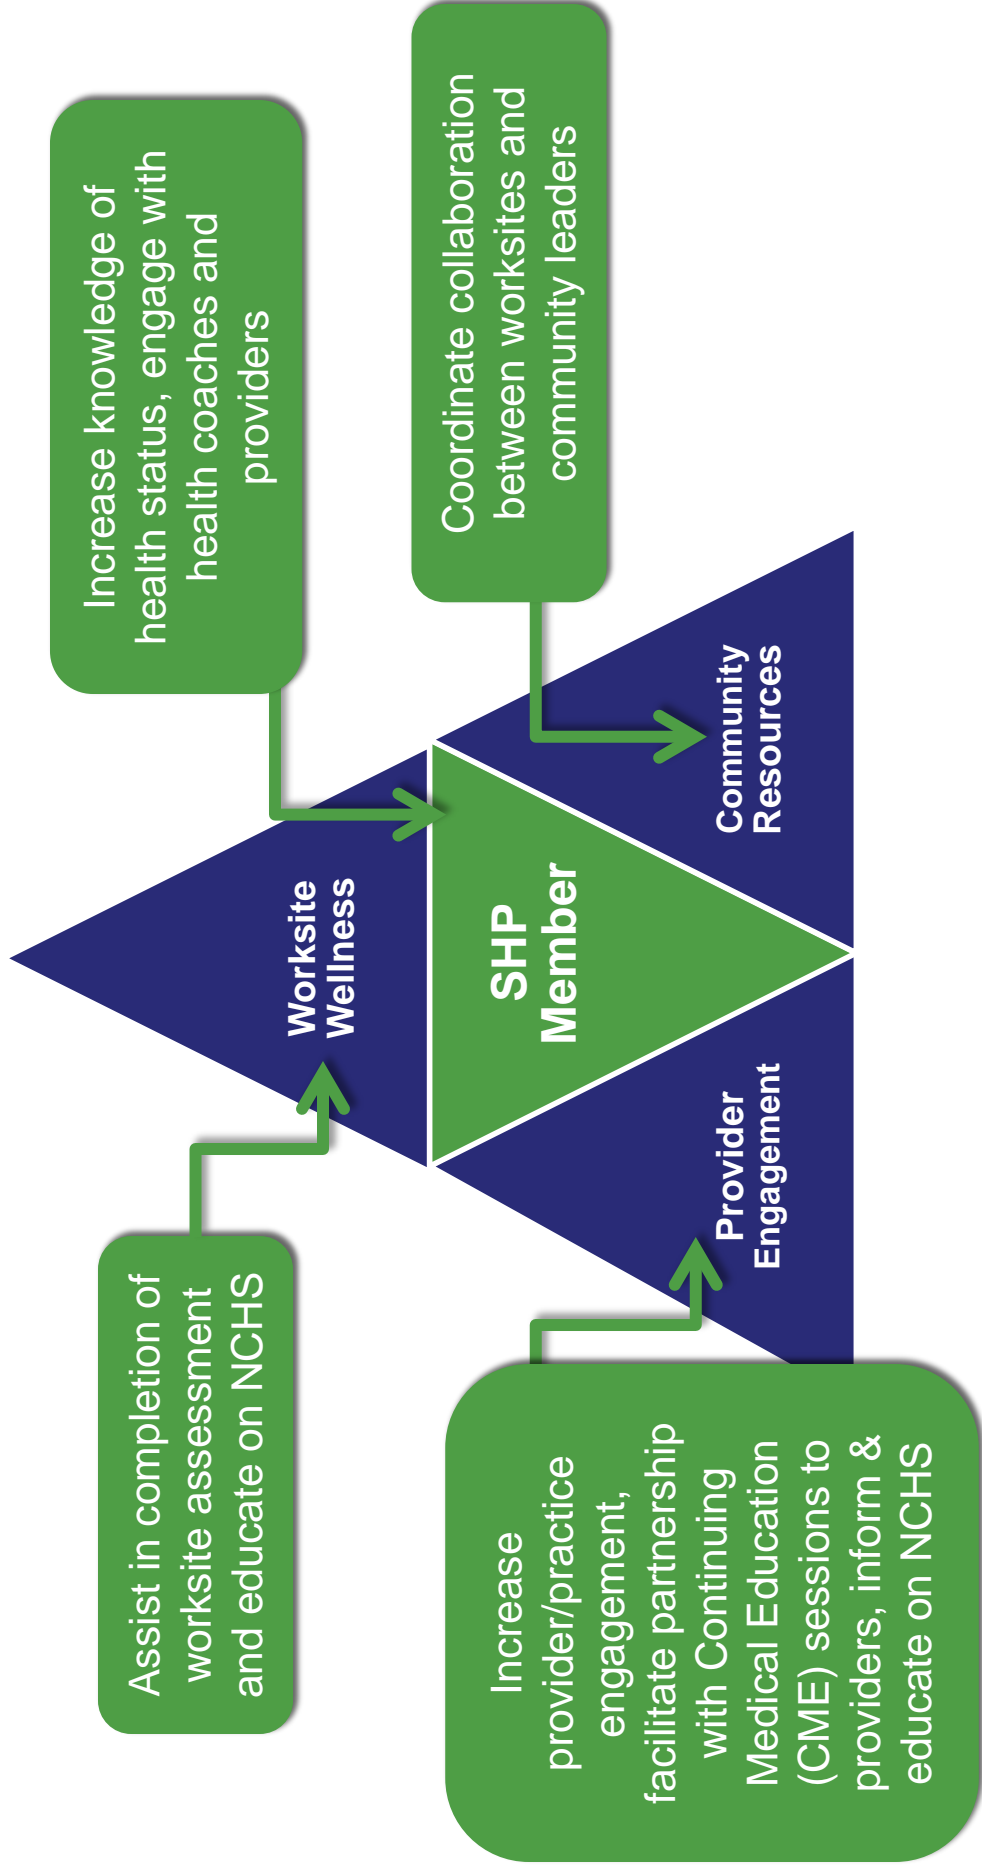 Assist in completion of
worksite assessment
and educate on NCHS
Increase knowledge of
health status, engage with
health coaches and
providers
Worksite
Wellness
SHP
Member
Coordinate collaboration
between worksites and
community leaders
Increase
provider/practice
engagement,
facilitate partnership
with Continuing
Medical Education
(CME) sessions to
providers, inform &
educate on NCHS
Provider
Engagement
Community
Resources